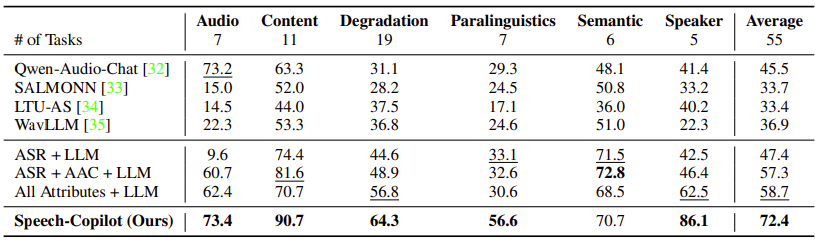 Audio Content Degradation Paralinguistics Semantic Speaker Average
# of Tasks 7 11 19 7 6 5 55
Qwen-Audio-Chat [32] 73.2 63.3 31.1 29.3 48.1 41.4 45.5
SALMONN [33] 15.0 52.0 28.2 24.5 50.8 33.2 33.7
LTU-AS [34] 14.5 44.0 37.5 17.1 36.0 40.2 33.4
WavLLM [35] 22.3 53.3 36.8 24.6 51.0 22.3 36.9
ASR + LLM 9.6 74.4 44.6 33.1 71.5 42.5 47.4
ASR + AAC + LLM 60.7 81.6 48.9 32.6 72.8 46.4 57.3
All Attributes + LLM 62.4 70.7 56.8 30.6 68.5 62.5 58.7
Speech-Copilot (Ours) 73.4 90.7 64.3 56.6 70.7 86.1 72.4